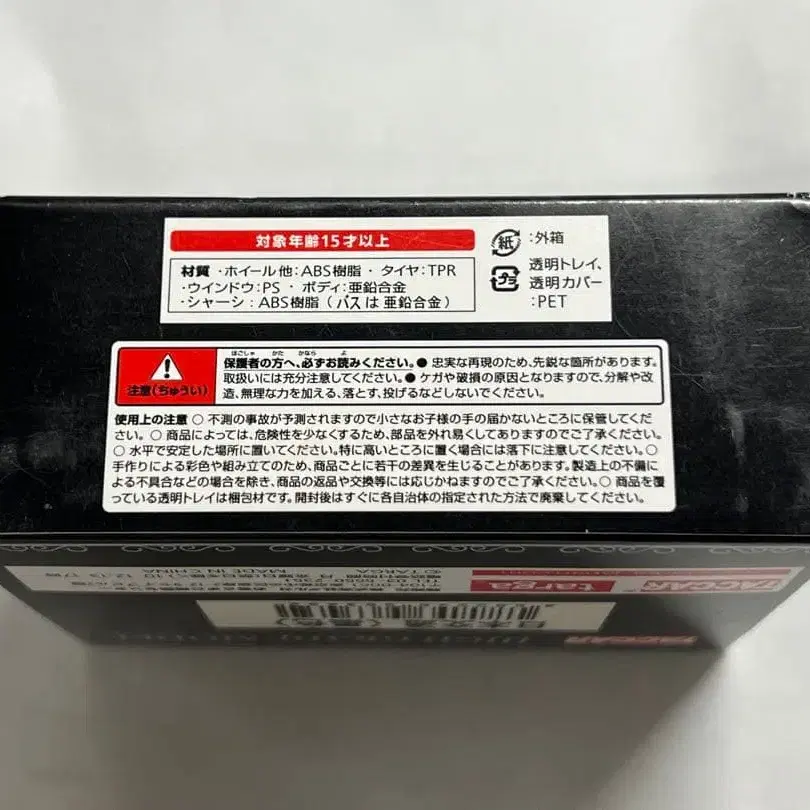 対象年齢15才以上
材質 ・ホイール他:ABS樹脂・タイヤ:TPR
・ウインドウ:PS・ボディ:亜鉛合金
・シャーシ:ABS樹脂(バスは亜鉛合金)
紙 :外箱
プラ 透明トレイ、
透明カバー
:PET
注意(ちゅうい)
ほごしゃ かた かなら よ
保護者の方へ、必ずお読みください。● 忠実な再現のため、先鋭な箇所があります。
取扱いには充分注意してください。● ケガや破損の原因となりますので、分解や改
造、無理な力を加える、落とす、投げるなどしないでください。
使用上の注意 ○ 不測の事故が予測されますので小さなお子様の手の届かないところに保管してくだ
さい。○ 商品によっては、危険性を少なくするため、部品を外れ易くしてありますのでご了承ください。
○ 水平で安定した場所に置いてください。特に高いところに置く場合には落下に注意してください。○
手作りによる彩色や組み立てのため、商品ごとに若干の差異を生じることがあります。製造上の不備に
よる不具合などの場合を除き、商品の返品や交換等には応じかねますのでご了承ください。○ 商品を覆
っている透明トレイは梱包材です。開封後はすぐに各自治体の指定された方法で廃棄してください。
TACCAR targa
© TARGA MADE IN CHINA
日本交通(黒色)
TACCAR